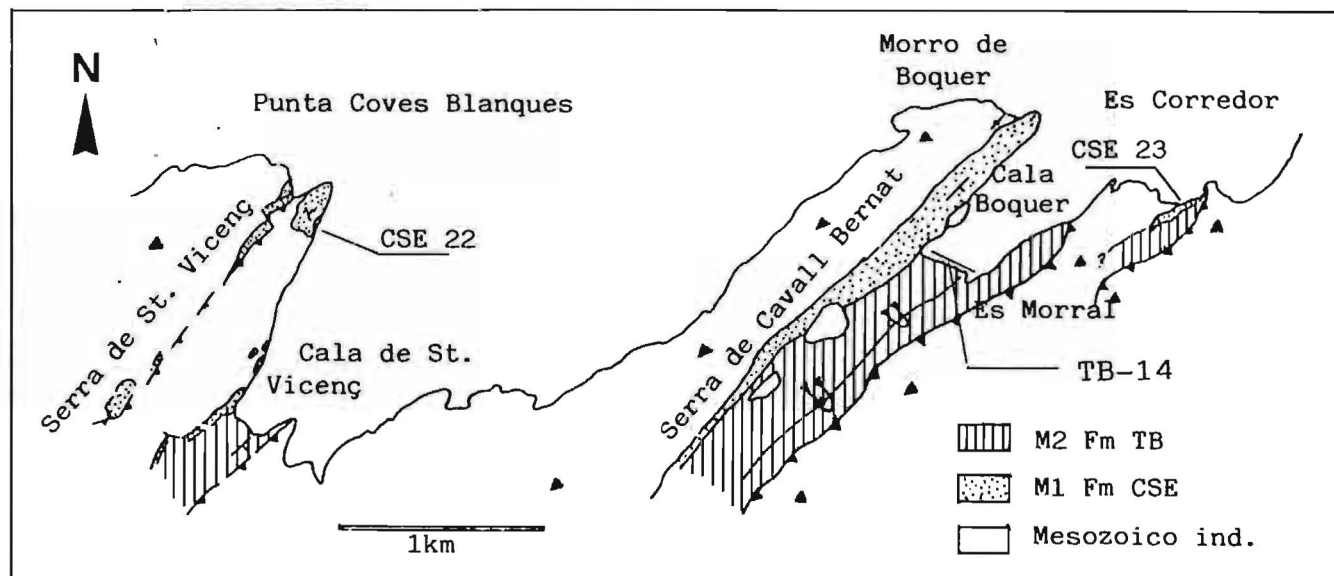 N
Punta Coves Blanques
Morro de
Boquer
Es Corredor
CSE 23
Serra de St. Vicenç
CSE 22
Cala
Boquer
Serra de Cavall Bernat
Cala de St.
Vicenç
?
Es Morral
TB-14
M2 Fm TB
M1 Fm CSE
Mesozoico ind.
1km